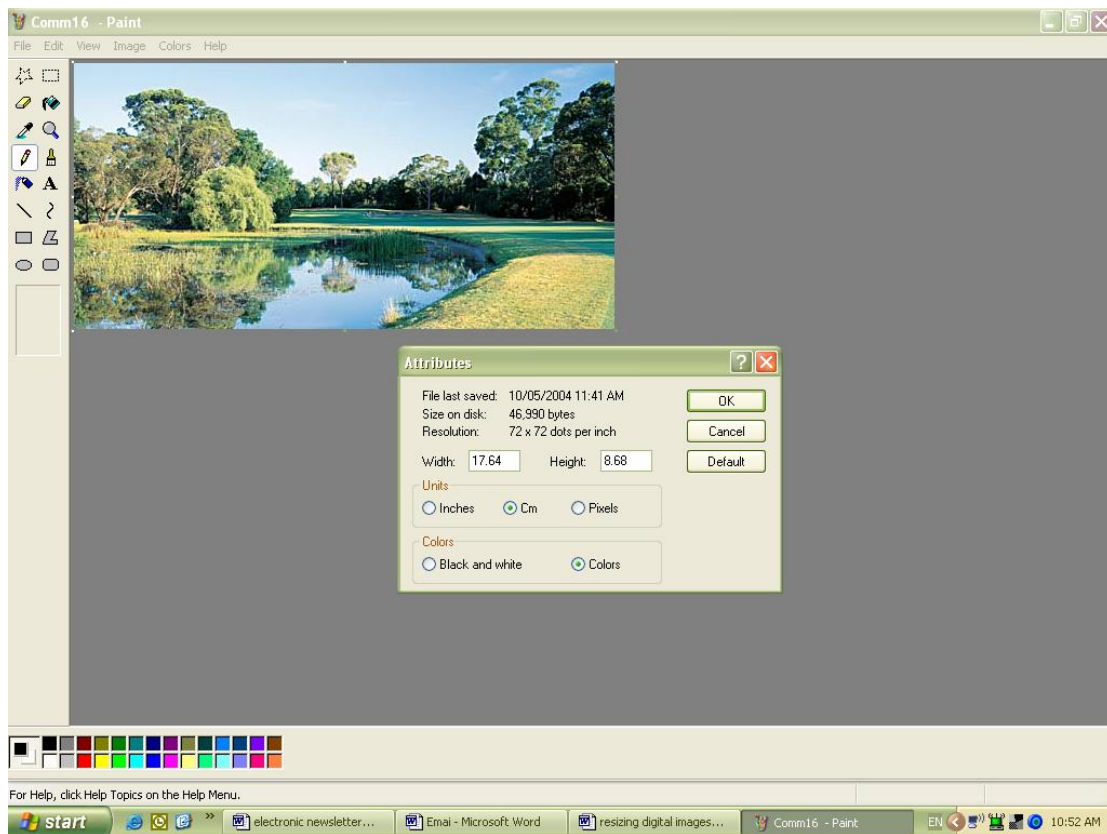 Comm16 - Paint
File Edit View Image Colors Help
A
Attributes
File last saved: 10/05/2004 11:41 AM
OK
Size on disk: 46,990 bytes
Resolution: 72 x 72 dots per inch
Cancel
Width: 17.64 Height: 8.68
Default
Units
Inches Cm Pixels
Colors
Black and white Colors
For Help, click Help Topics on the Help Menu.
start » electronic newsletter... Emai - Microsoft Word resizing digital images... Comm16 - Paint EN 10:52 AM